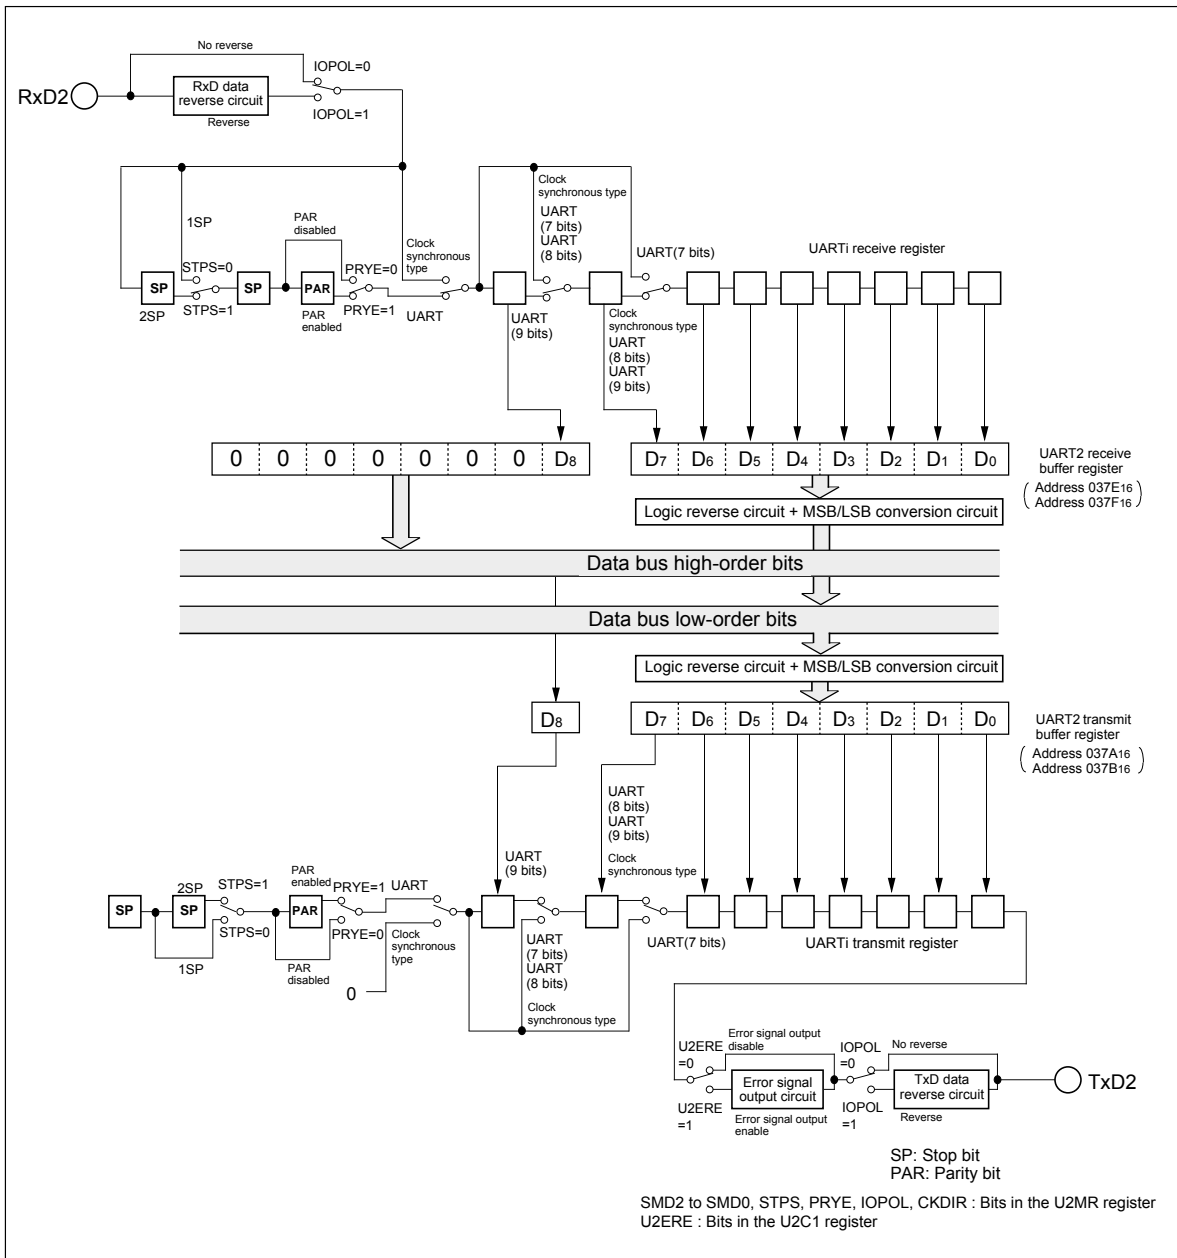 No reverse
RxD2
RxD data
reverse circuit
Reverse
IOPOL=0
IOPOL=1
1SP
STPS=0
SP
2SP
STPS=1
SP
PAR
disabled
PAR
PAR
enabled
PRYE=0
PRYE=1
Clock
synchronous
type
UART
Clock
synchronous type
UART
(7 bits)
UART
(8 bits)
UART
(9 bits)
UART(7 bits)
Clock
synchronous type
UART
(8 bits)
UART
(9 bits)
UARTi receive register
0 0 0 0 0 0 0 D8
D7 D6 D5 D4 D3 D2 D1 D0
UART2 receive
buffer register
( Address 037E16
Address 037F16 )
Logic reverse circuit + MSB/LSB conversion circuit
Data bus high-order bits
Data bus low-order bits
Logic reverse circuit + MSB/LSB conversion circuit
D8
D7 D6 D5 D4 D3 D2 D1 D0
UART2 transmit
buffer register
( Address 037A16
Address 037B16 )
UART
(8 bits)
UART
(9 bits)
Clock
synchronous type
UART
(9 bits)
SP
2SP
SP
1SP
STPS=1
STPS=0
PAR
enabled
PAR
PAR
disabled
PRYE=1
PRYE=0
UART
Clock
synchronous
type
0
UART
(7 bits)
UART
(8 bits)
Clock
synchronous type
UART(7 bits)
UARTi transmit register
U2ERE
=0
U2ERE
=1
Error signal output
disable
Error signal
output circuit
Error signal output
enable
IOPOL
=0
IOPOL
=1
No reverse
TxD data
reverse circuit
Reverse
TxD2
SP: Stop bit
PAR: Parity bit
SMD2 to SMD0, STPS, PRYE, IOPOL, CKDIR : Bits in the U2MR register
U2ERE : Bits in the U2C1 register